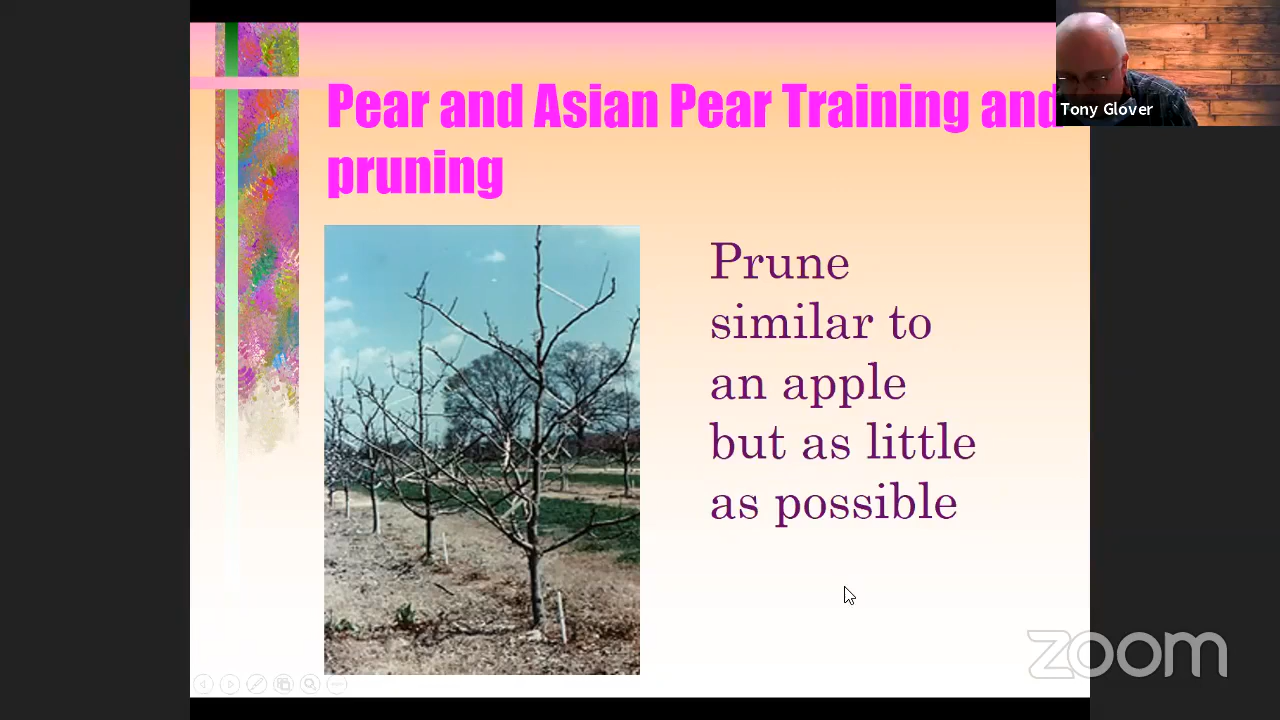 Pear and Asian Pear Training and
pruning
Tony Glover
Prune
similar to
an apple
but as little
as possible
zoom